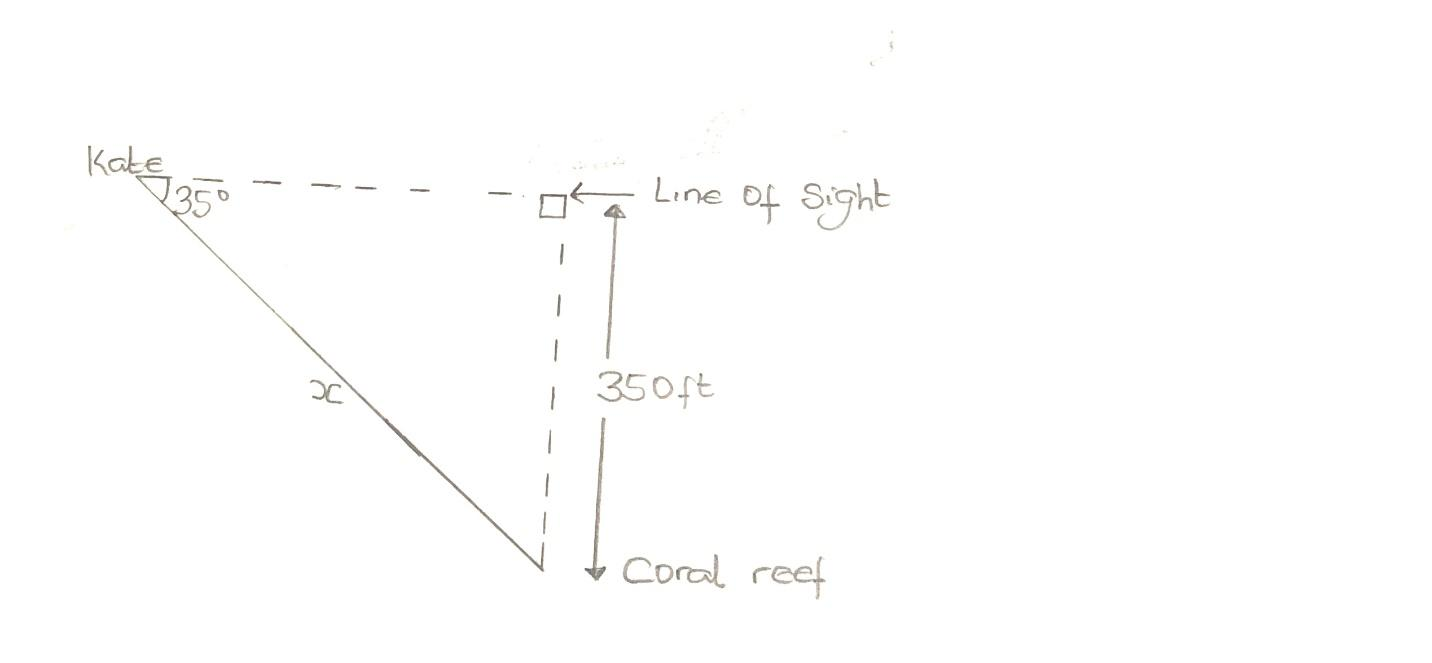 Kate
35°
Line Of Sight
x
350ft
Coral reef